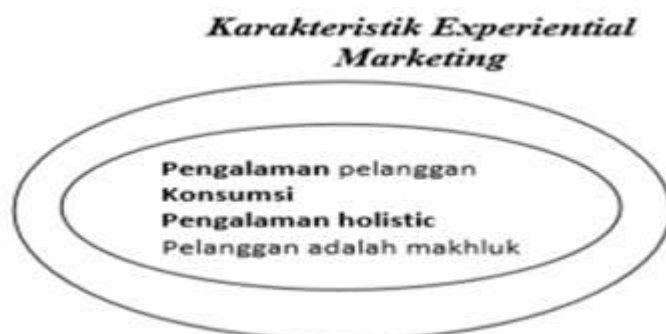 Karakteristik Experiential
Marketing
Pengalaman pelanggan
Konsumsi
Pengalaman holistic
Pelanggan adalah makhluk